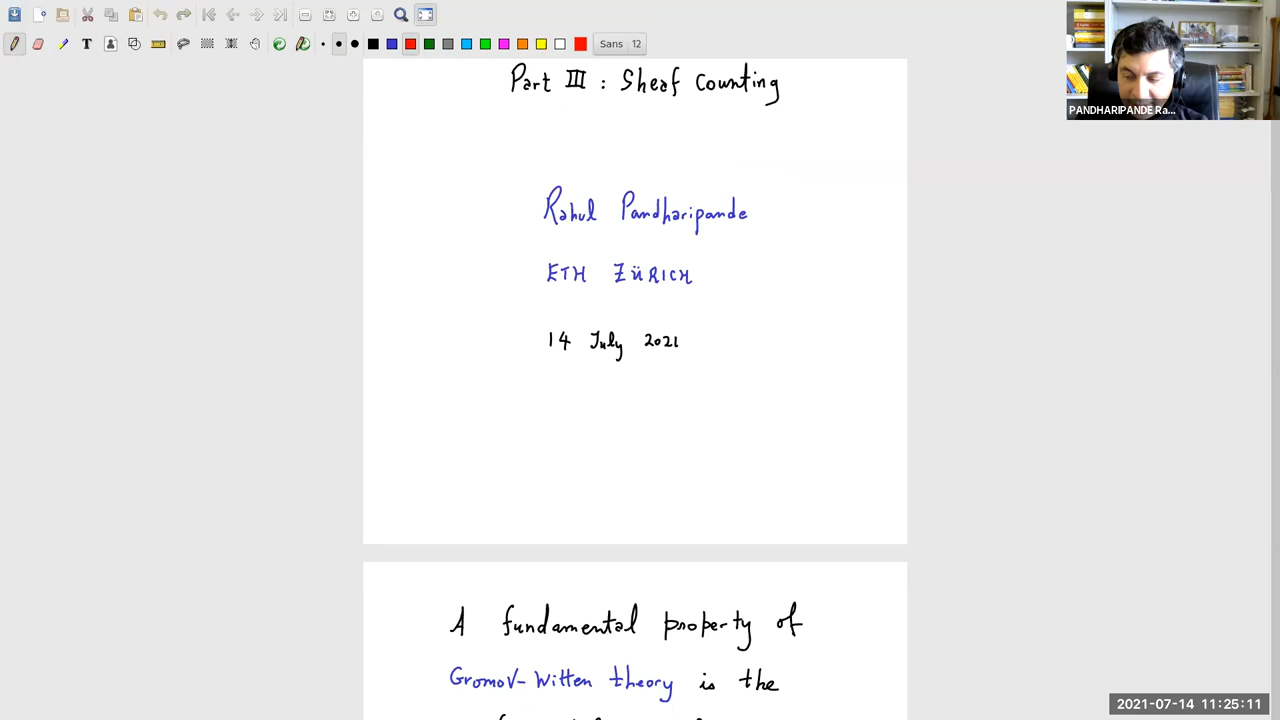 Sans 12
PANDHARIPANDE Ra...
Part III : Sheaf Counting
Rahul Pandharipande
ETH ZÜRICH
14 July 2021
A fundamental property of
Gromov-Witten theory is the
2021-07-14 11:25:11